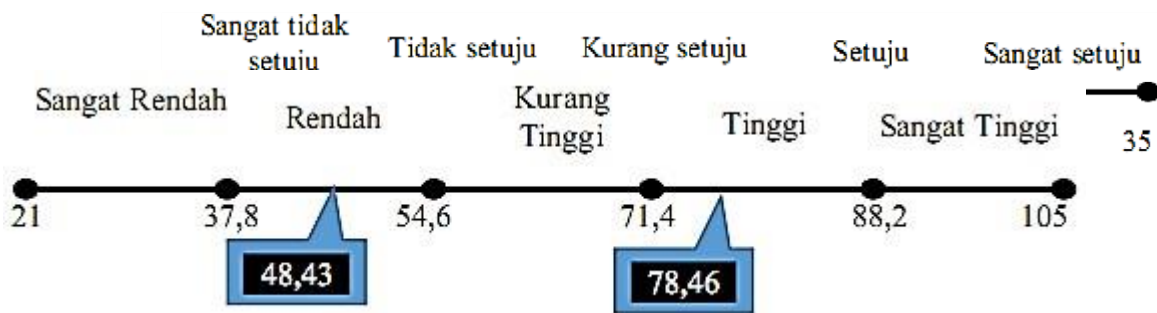 Sangat tidak
setuiu
Tidak setuju
Kurang setuju
Setuju
Sangat setuju
Sangat Rendah
Rendah
Kurang
Tinggi
Tinggi
Sangat Tinggi
35
21
37,8
54,6
71,4
88,2
105
48,43
78,46